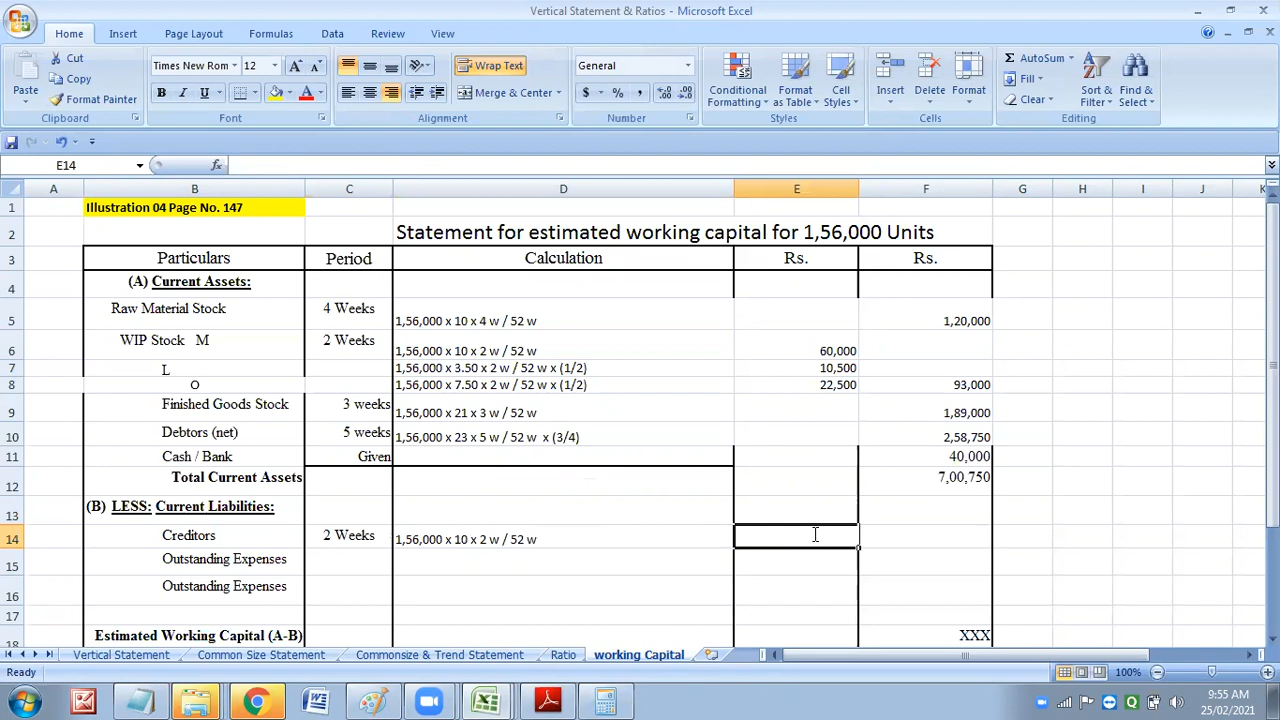 Vertical Statement & Ratios - Microsoft Excel
Home Insert Page Layout Formulas Data Review View
Cut
Copy
Format Painter
Paste
Clipboard
Times New Rom 12
B I U
Font
Wrap Text
Merge & Center
Alignment
General
$ % ,
Number
Conditional Formatting
Format as Table
Cell Styles
Styles
Insert Delete Format
Cells
AutoSum
Fill
Clear
Sort & Filter
Find & Select
Editing
E14 fx
A B C D E F G H I J K
1 Illustration 04 Page No. 147
2 Statement for estimated working capital for 1,56,000 Units
3 Particulars Period Calculation Rs. Rs.
4 (A) Current Assets:
5 Raw Material Stock 4 Weeks 1,56,000 x 10 x 4 w / 52 w 1,20,000
6 WIP Stock M 2 Weeks 1,56,000 x 10 x 2 w / 52 w 60,000
7 L 1,56,000 x 3.50 x 2 w / 52 w x (1/2) 10,500
8 O 1,56,000 x 7.50 x 2 w / 52 w x (1/2) 22,500 93,000
9 Finished Goods Stock 3 weeks 1,56,000 x 21 x 3 w / 52 w 1,89,000
10 Debtors (net) 5 weeks 1,56,000 x 23 x 5 w / 52 w x (3/4) 2,58,750
11 Cash / Bank Given 40,000
12 Total Current Assets 7,00,750
13 (B) LESS: Current Liabilities:
14 Creditors 2 Weeks 1,56,000 x 10 x 2 w / 52 w
15 Outstanding Expenses
16 Outstanding Expenses
17
18 Estimated Working Capital (A-B) XXX
Vertical Statement Common Size Statement Commonsize & Trend Statement Ratio working Capital
Ready 100%
9:55 AM
25/02/2021